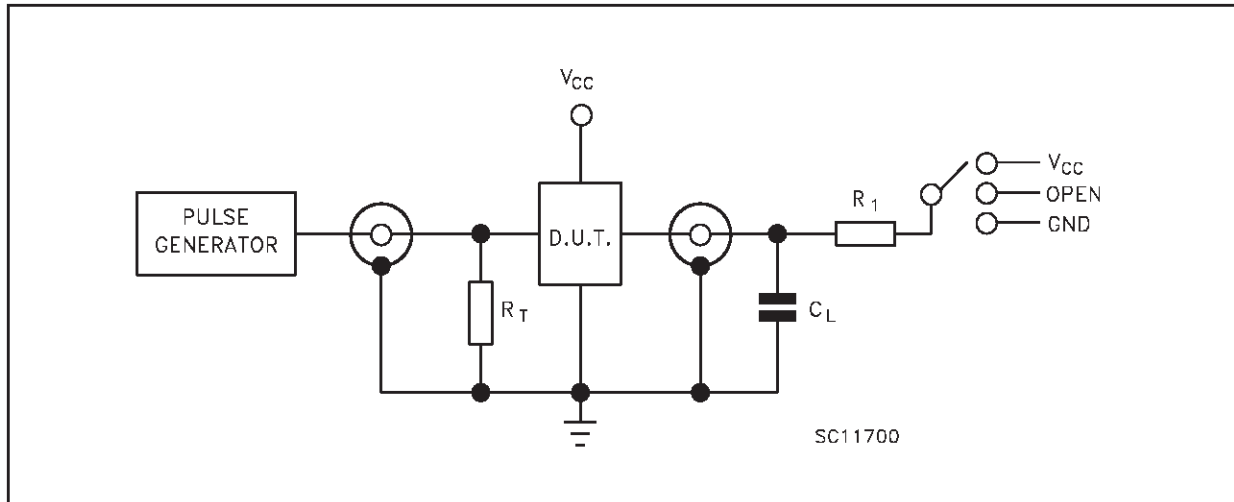 VCC
PULSE
GENERATOR
D.U.T.
RT
CL
R1
VCC
OPEN
GND
SC11700